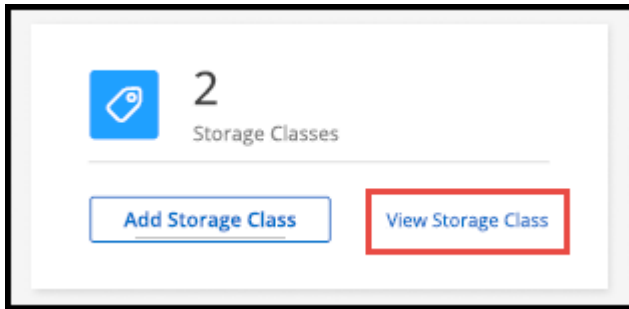 2
Storage Classes
Add Storage Class
View Storage Class